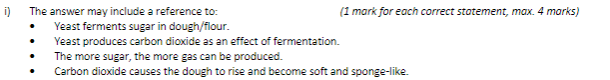 i) The answer may include a reference to: (1 mark for each correct statement, max. 4 marks)
• Yeast ferments sugar in dough/flour.
• Yeast produces carbon dioxide as an effect of fermentation.
• The more sugar, the more gas can be produced.
• Carbon dioxide causes the dough to rise and become soft and sponge-like.